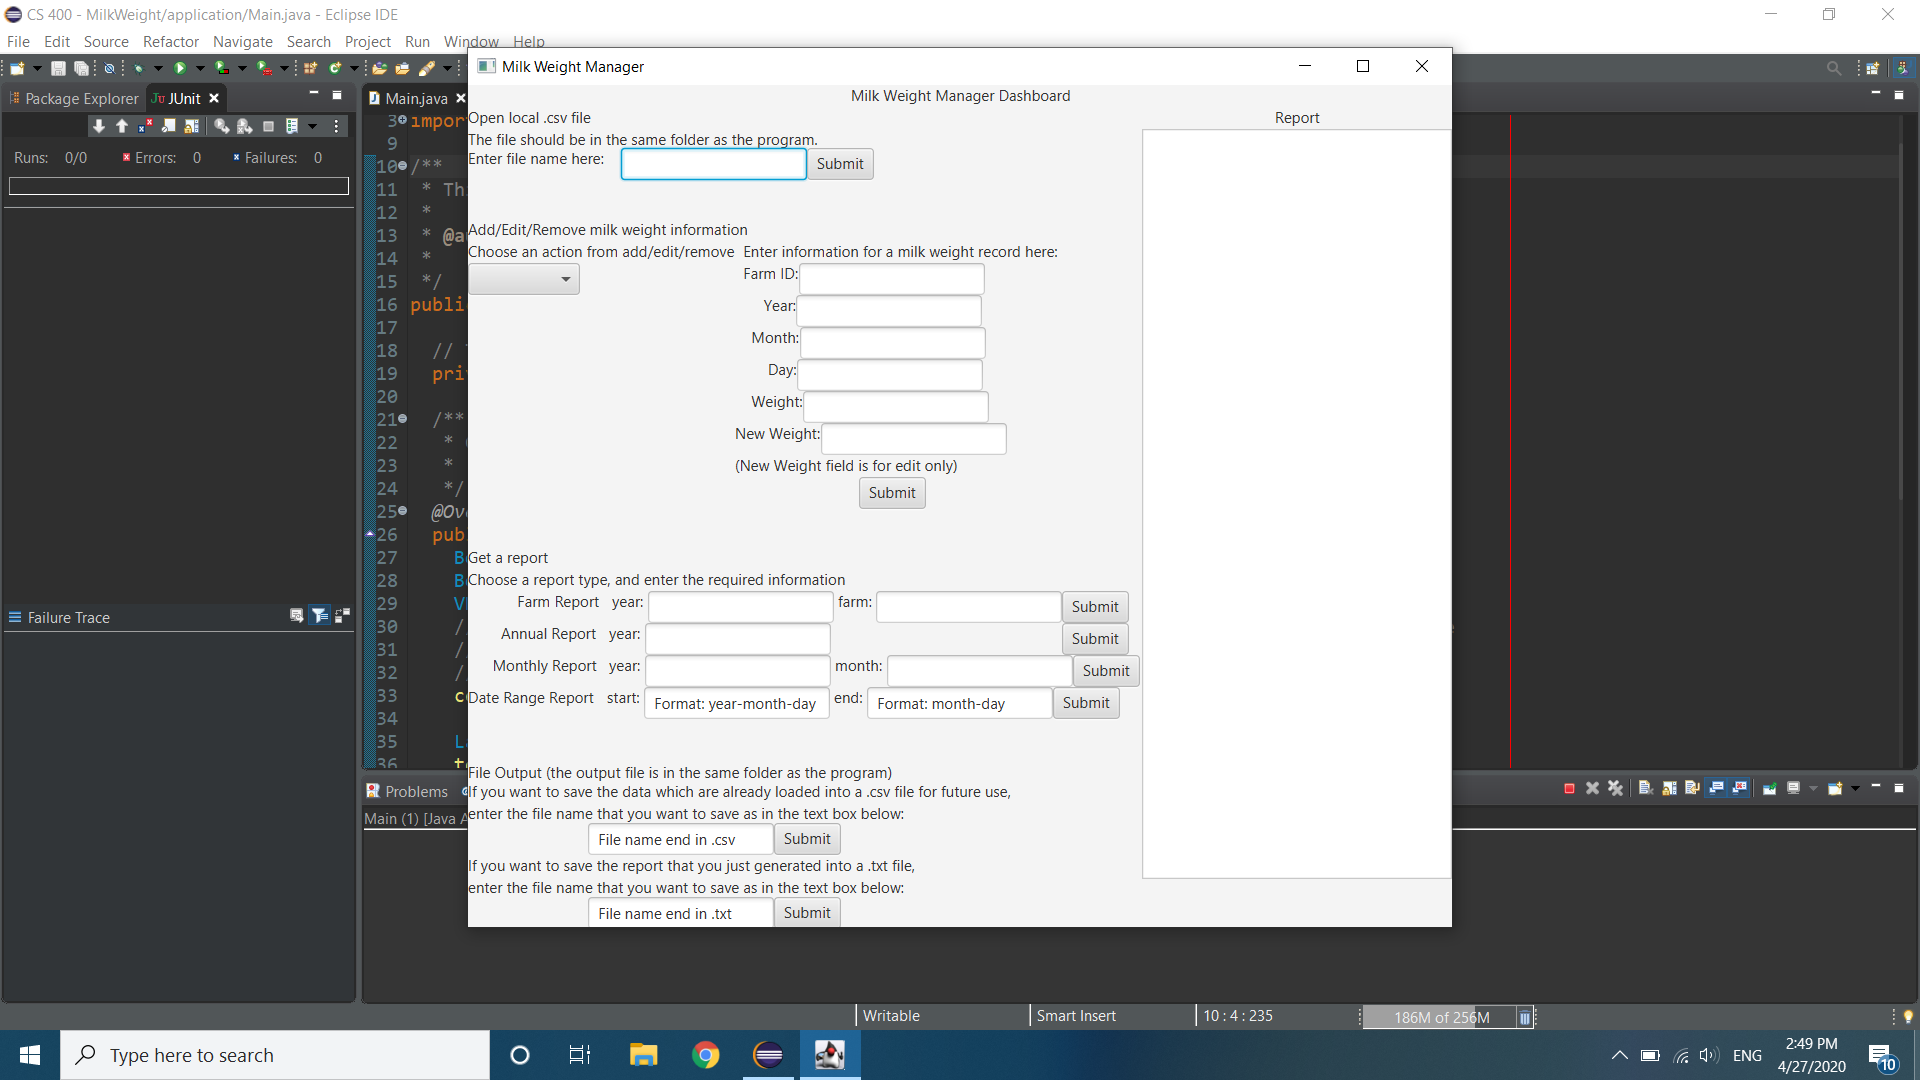 CS 400 - MilkWeight/application/Main.java - Eclipse IDE
File Edit Source Refactor Navigate Search Project Run Window Help
Package Explorer JUnit
Main.java
Runs: 0/0 Errors: 0 Failures: 0
Failure Trace
3 impor
9
10 /**
11 * Th
12 *
13 * @au
14 *
15 */
16 publi
17
18 //
19 pri
20
21 /**
22 *
23 *
24 */
25 @Ov
26 pub
27 B
28 B
29 V
30 /
31 /
32 /
33 c
34
35 L
36 t
Milk Weight Manager
Milk Weight Manager Dashboard
Open local .csv file
The file should be in the same folder as the program.
Enter file name here: Submit
Add/Edit/Remove milk weight information
Choose an action from add/edit/remove Enter information for a milk weight record here:
Farm ID:
Year:
Month:
Day:
Weight:
New Weight:
(New Weight field is for edit only)
Submit
Get a report
Choose a report type, and enter the required information
Farm Report year: farm: Submit
Annual Report year: Submit
Monthly Report year: month: Submit
Date Range Report start: Format: year-month-day end: Format: month-day Submit
File Output (the output file is in the same folder as the program)
If you want to save the data which are already loaded into a .csv file for future use,
enter the file name that you want to save as in the text box below:
File name end in .csv Submit
If you want to save the report that you just generated into a .txt file,
enter the file name that you want to save as in the text box below:
File name end in .txt Submit
Report
Problems
Main (1) [Java A
Writable Smart Insert 10 : 4 : 235 186M of 256M
Type here to search
ENG
2:49 PM
4/27/2020
10